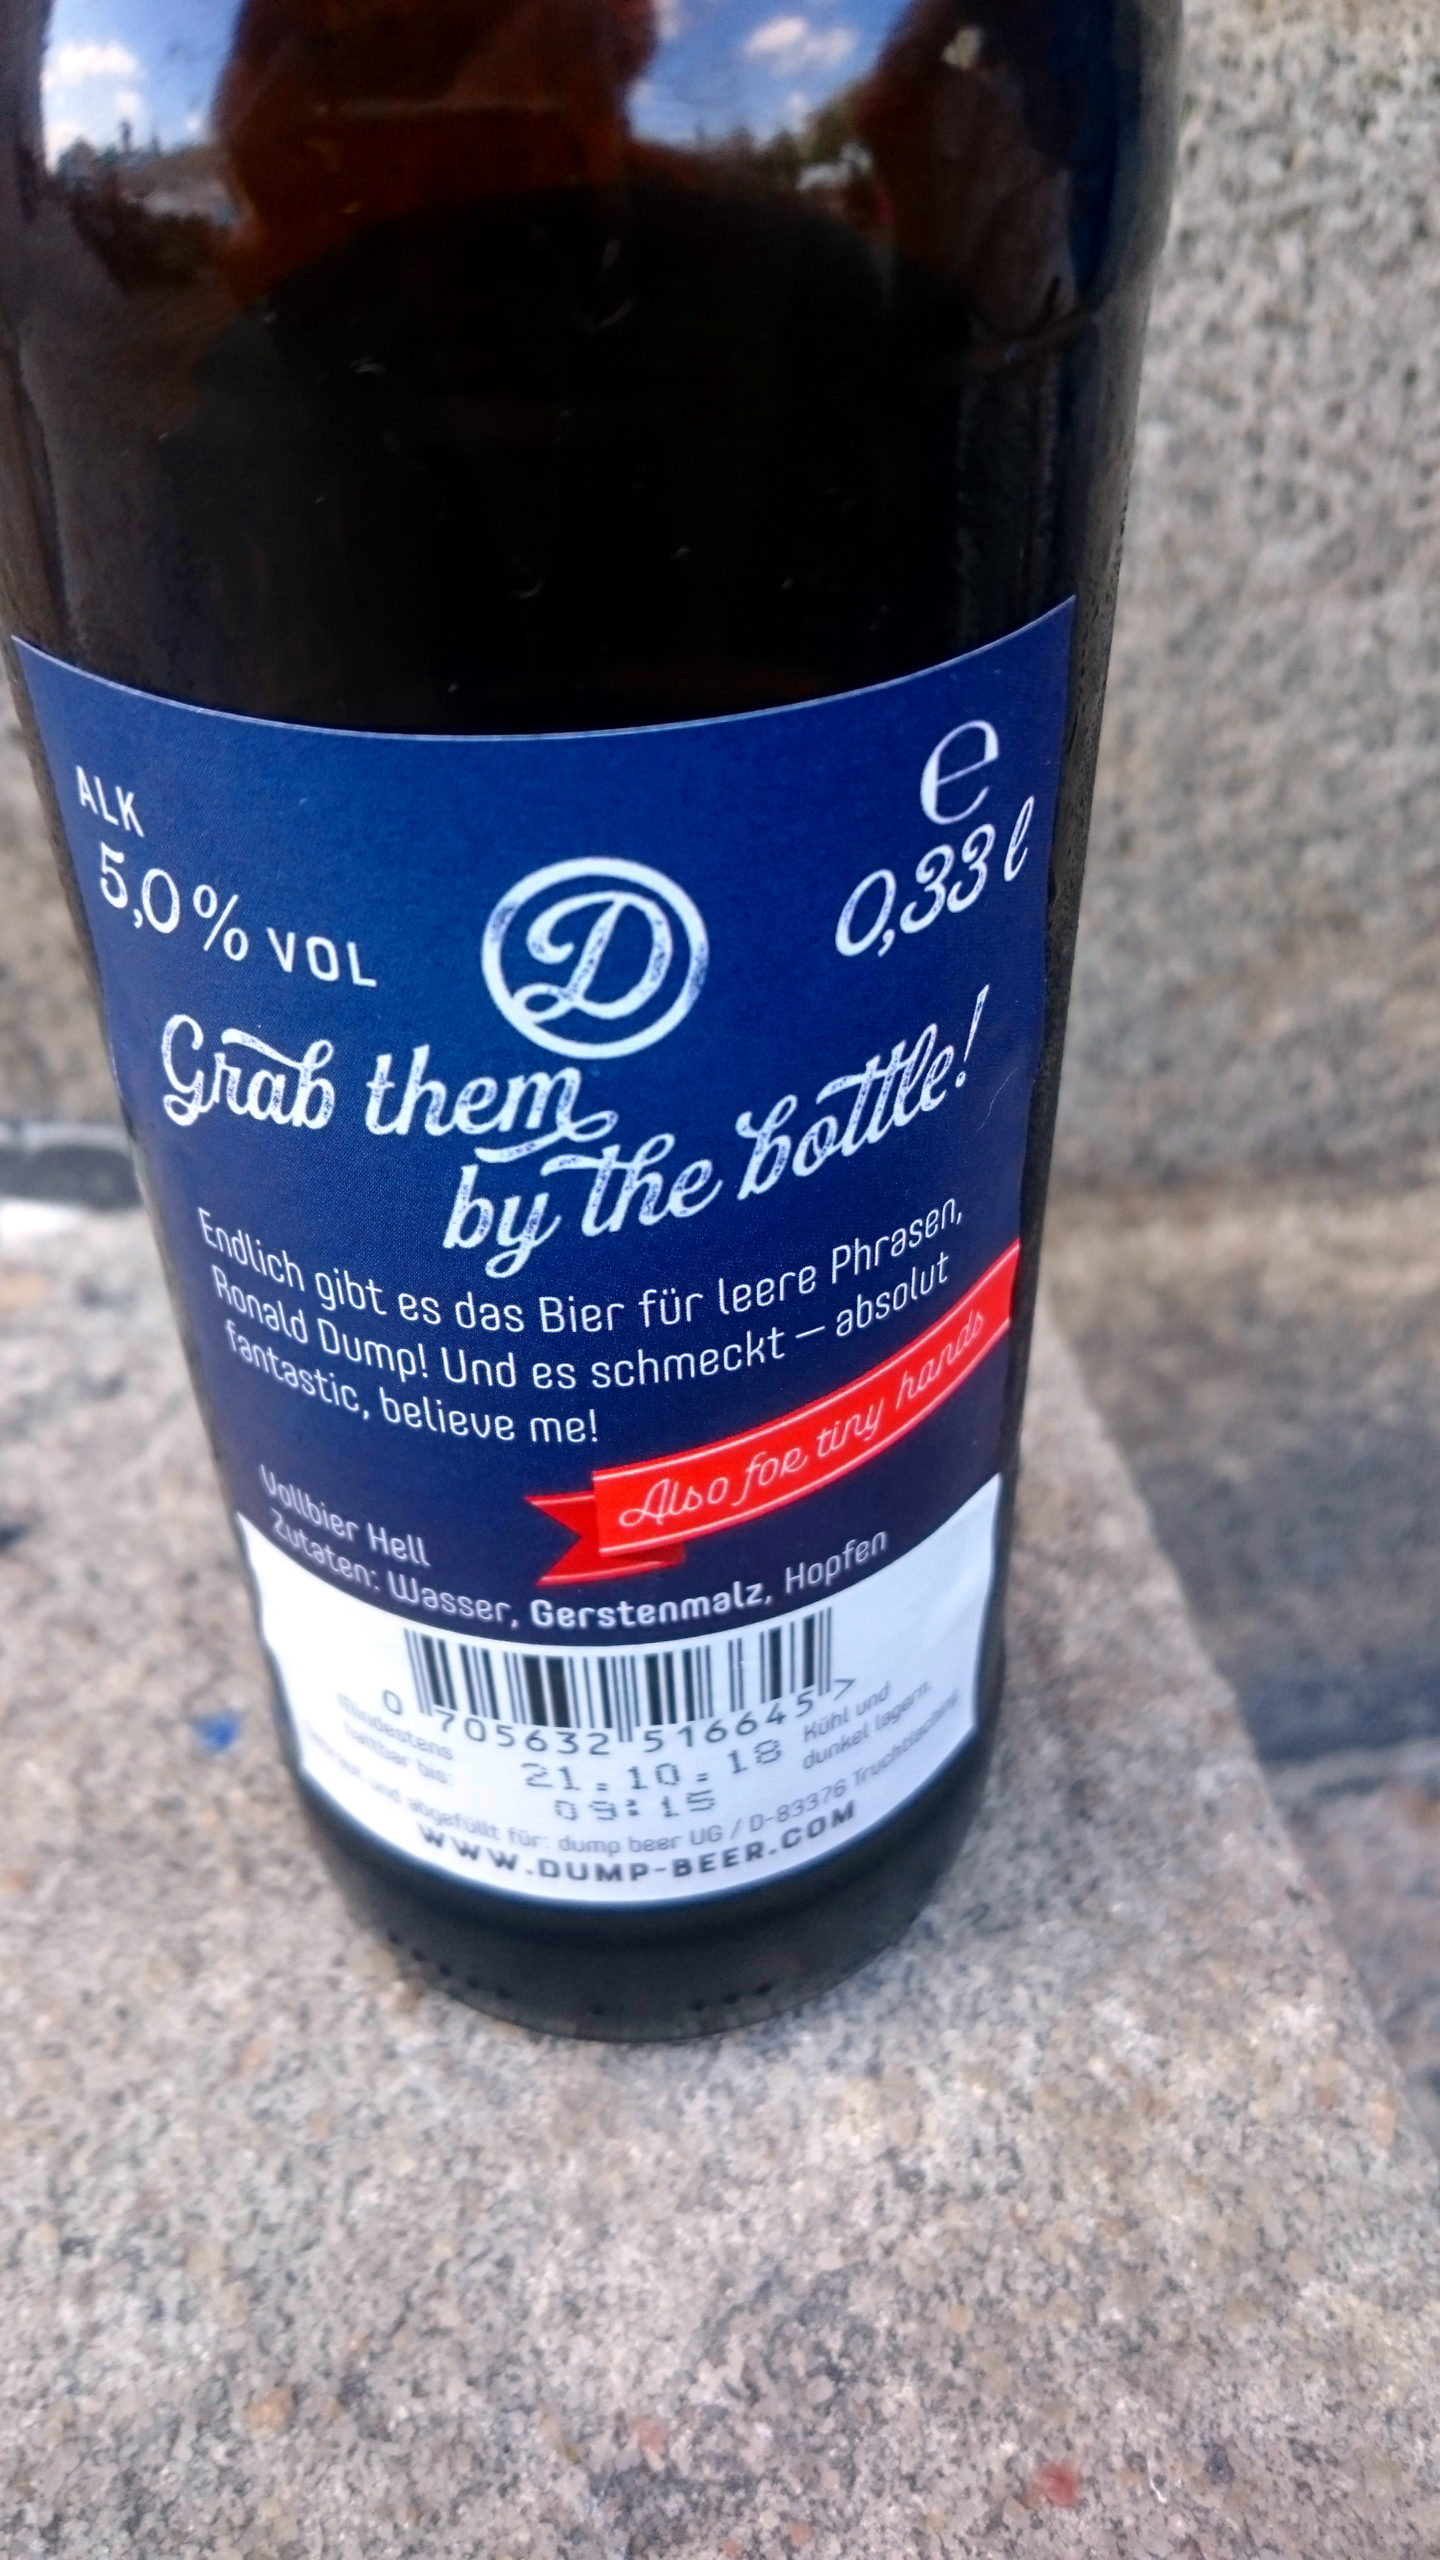 ALK
5,0 % VOL
e
0,33 l
D
Grab them
by the bottle!
Endlich gibt es das Bier für leere Phrasen,
Ronald Dump! Und es schmeckt – absolut
fantastic, believe me!
Also for tiny hands
Vollbier Hell
Zutaten: Wasser, Gerstenmalz, Hopfen
0 705632 516645 >
Mindestens
haltbar bis:
21.10.18
09:15
Kühl und
dunkel lagern.
und abgefüllt für: dump beer UG / D-83376 Truchtlaching
WWW.DUMP-BEER.COM